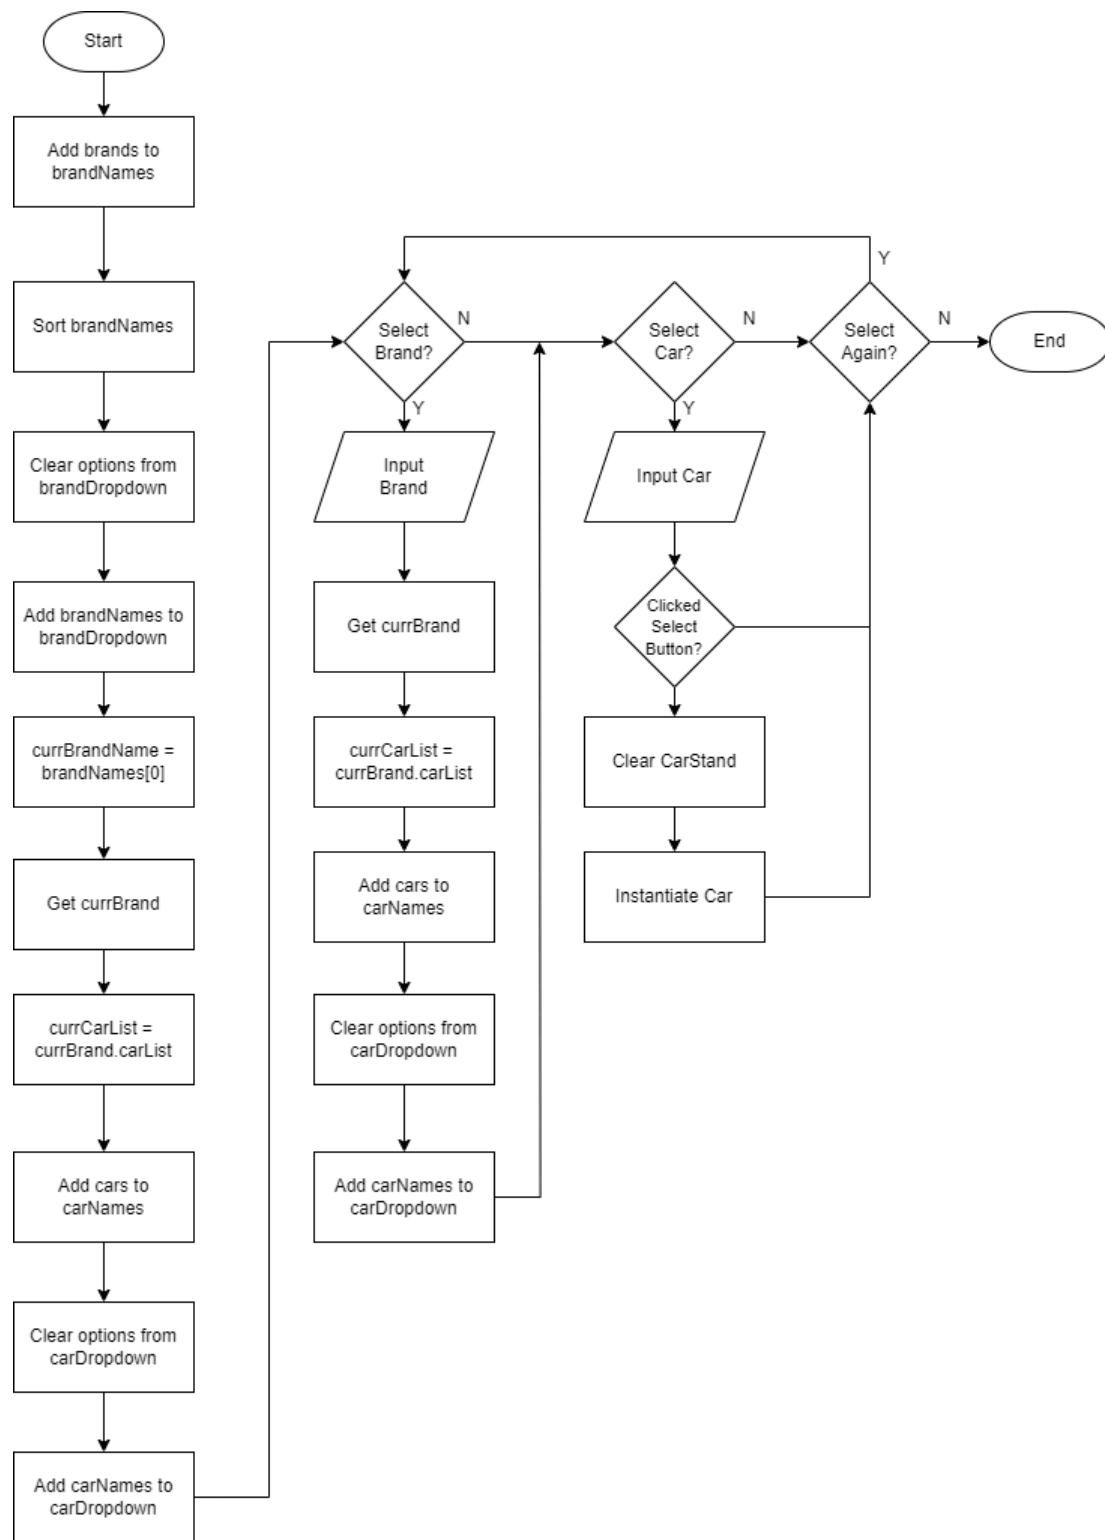 Start
Add brands to
brandNames
Sort brandNames
Clear options from
brandDropdown
Add brandNames to
brandDropdown
currBrandName =
brandNames[0]
Get currBrand
currCarList =
currBrand.carList
Add cars to
carNames
Clear options from
carDropdown
Add carNames to
carDropdown
Select
Brand?
N
Y
Input
Brand
Get currBrand
currCarList =
currBrand.carList
Add cars to
carNames
Clear options from
carDropdown
Add carNames to
carDropdown
Select
Car?
N
Y
Input Car
Clicked
Select
Button?
Clear CarStand
Instantiate Car
Y
Select
Again?
N
End